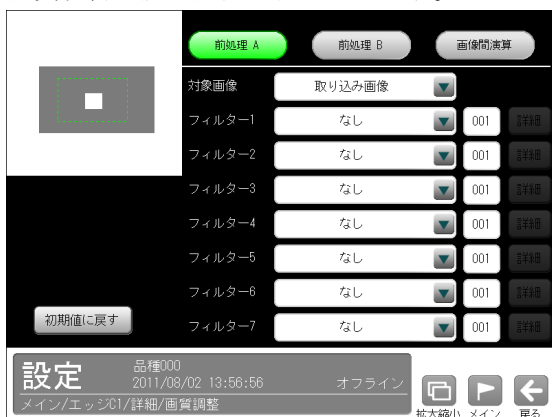 前処理 A 前処理 B 画像間演算
対象画像 取り込み画像
フィルター1 なし 001 詳細
フィルター2 なし 001 詳細
フィルター3 なし 001 詳細
フィルター4 なし 001 詳細
フィルター5 なし 001 詳細
フィルター6 なし 001 詳細
フィルター7 なし 001 詳細
初期値に戻す
設定 品種000
2011/08/02 13:56:56 オフライン
メイン/エッジC1/詳細/画質調整
拡大縮小 メイン 戻る